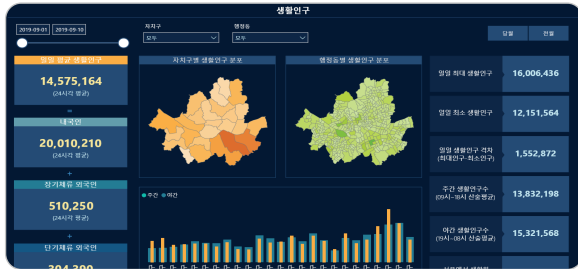 생활인구
2019-09-01 2019-09-10
자치구
모두
행정동
모두
당월
전월
일일 평균 생활인구
14,575,164
(24시각 평균)
=
내국인
20,010,210
(24시각 평균)
+
장기체류 외국인
510,250
(24시각 평균)
+
단기체류 외국인
304,390
자치구별 생활인구 분포
행정동별 생활인구 분포
주간 야간
일일 최대 생활인구
16,006,436
일일 최소 생활인구
12,151,564
일일 생활인구 격차
(최대인구-최소인구)
1,552,872
주간 생활인구수
(09시~18시 산술평균)
13,832,198
야간 생활인구수
(19시~08시 산술평균)
15,321,568